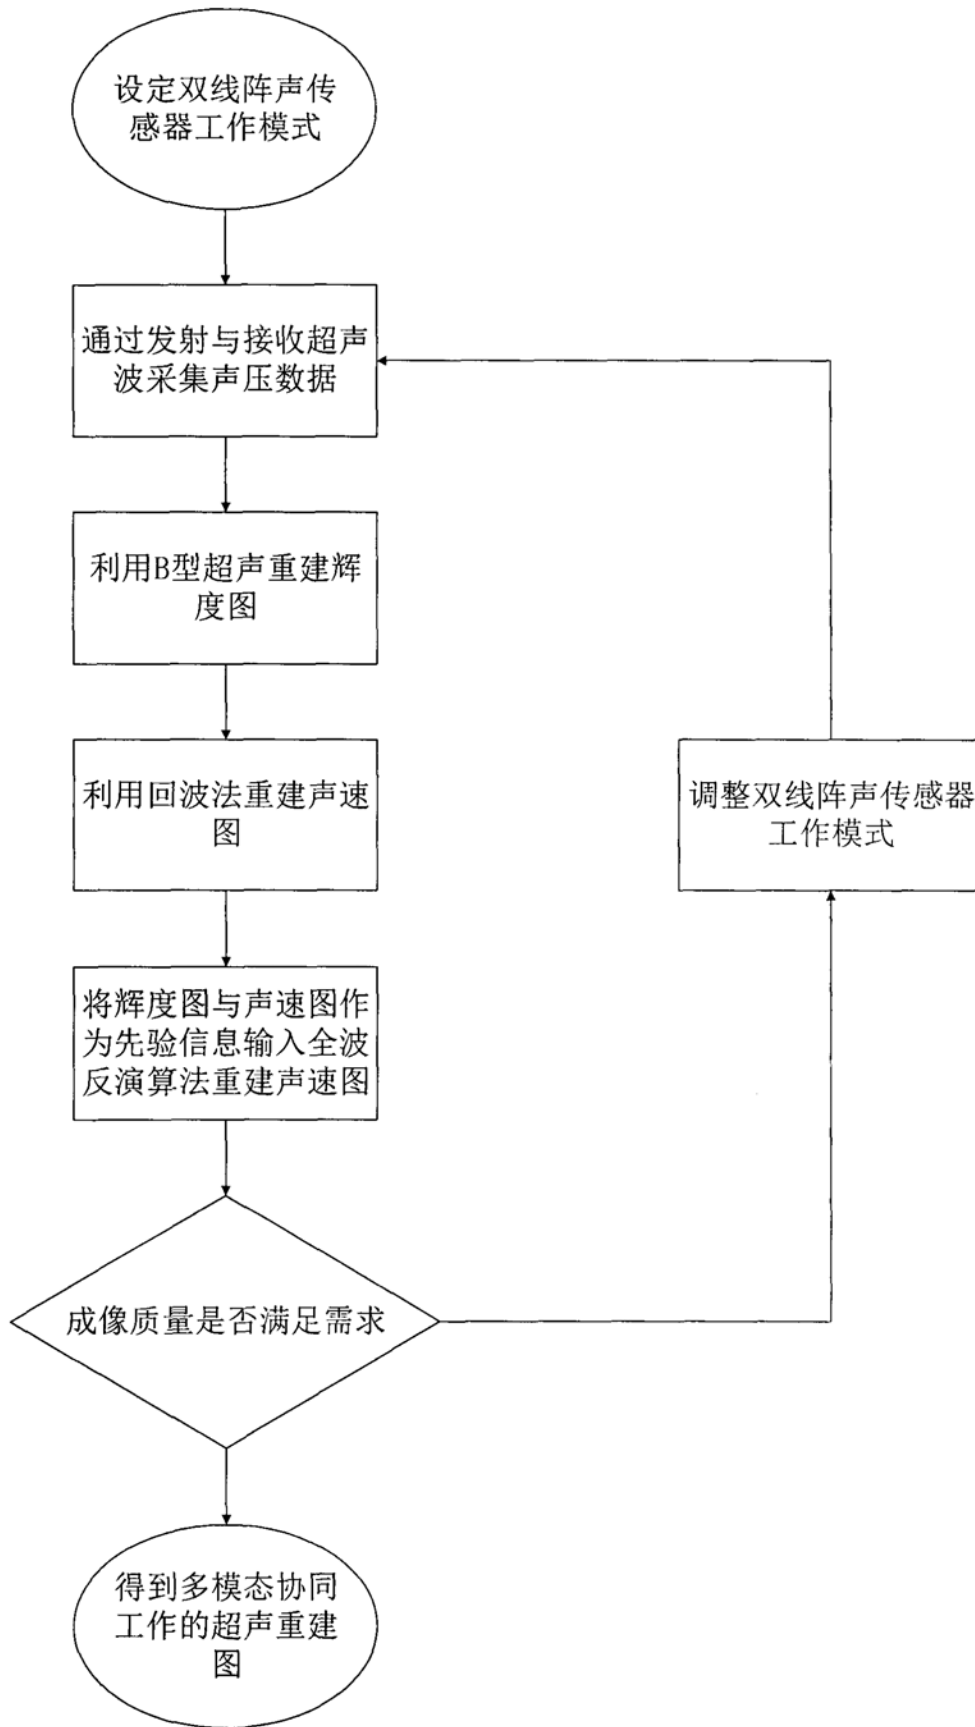 设定双线阵声传
感器工作模式
通过发射与接收超声
波采集声压数据
利用B型超声重建辉
度图
利用回波法重建声速
图
调整双线阵声传感器
工作模式
将辉度图与声速图作
为先验信息输入全波
反演算法重建声速图
成像质量是否满足需求
得到多模态协同
工作的超声重建
图